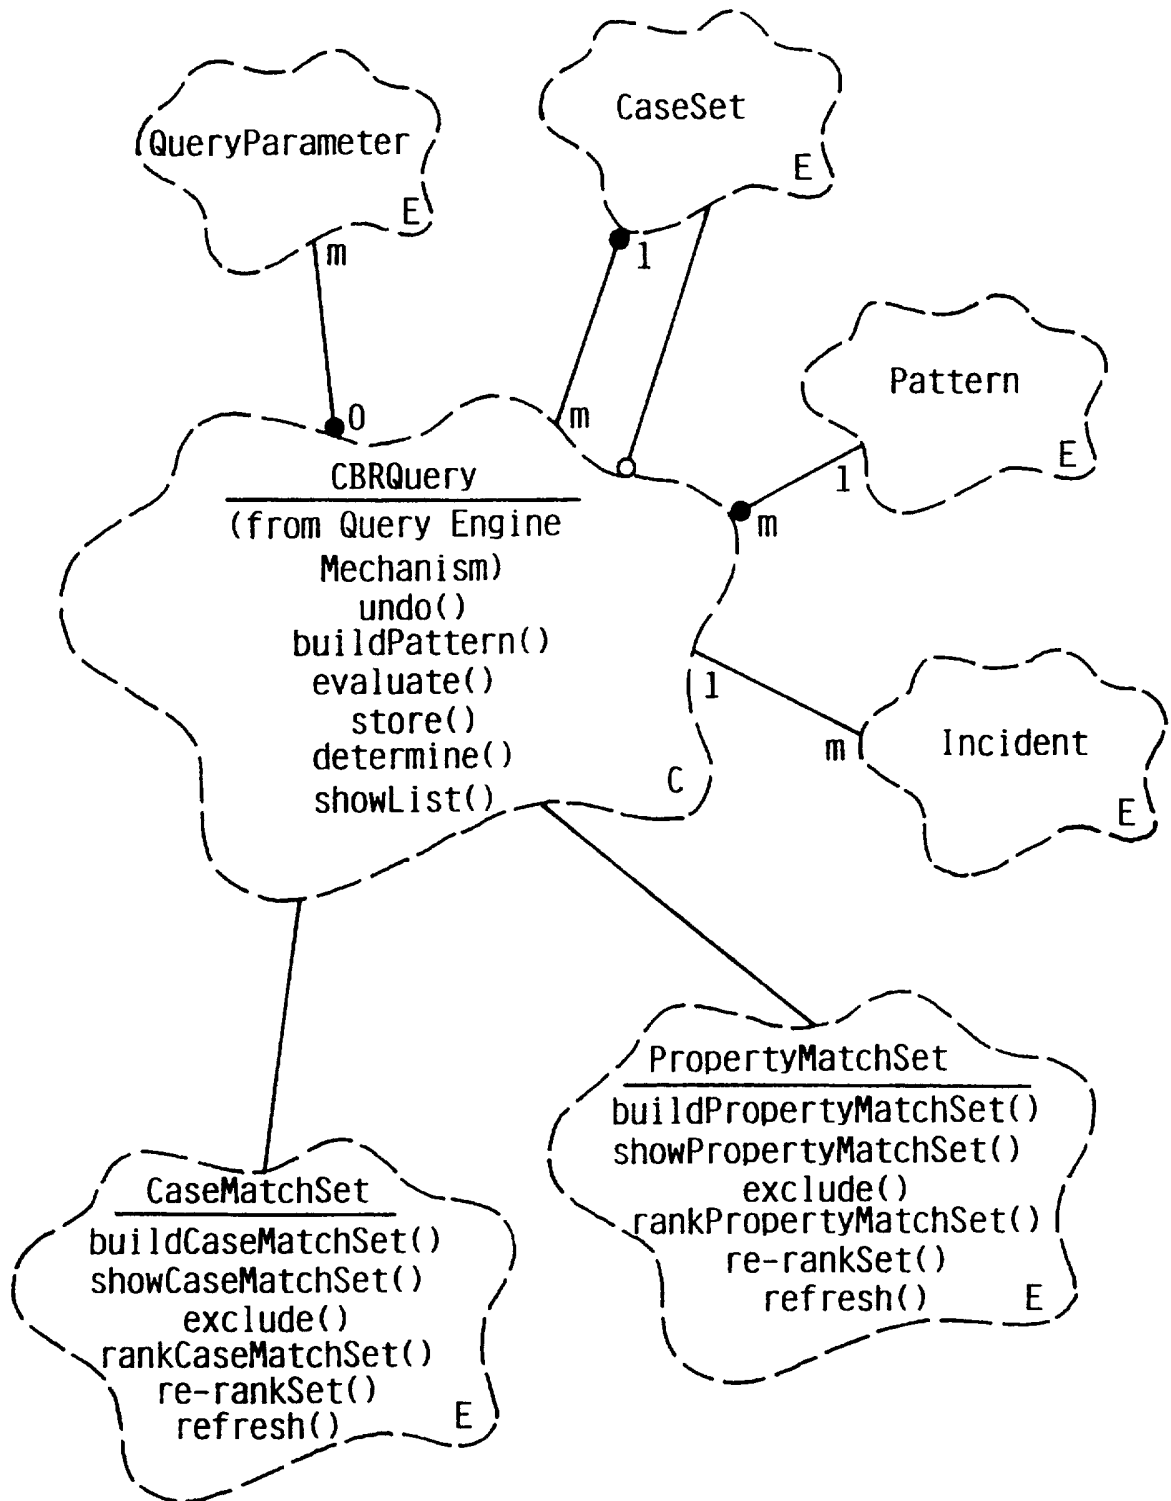 CaseSet
E
QueryParameter
E
m
1
Pattern
E
1
0
m
m
CBRQuery
(from Query Engine
Mechanism)
undo()
buildPattern()
evaluate()
store()
determine()
showList()
C
1
m
Incident
E
PropertyMatchSet
buildPropertyMatchSet()
showPropertyMatchSet()
exclude()
rankPropertyMatchSet()
re-rankSet()
refresh()
E
CaseMatchSet
buildCaseMatchSet()
showCaseMatchSet()
exclude()
rankCaseMatchSet()
re-rankSet()
refresh()
E